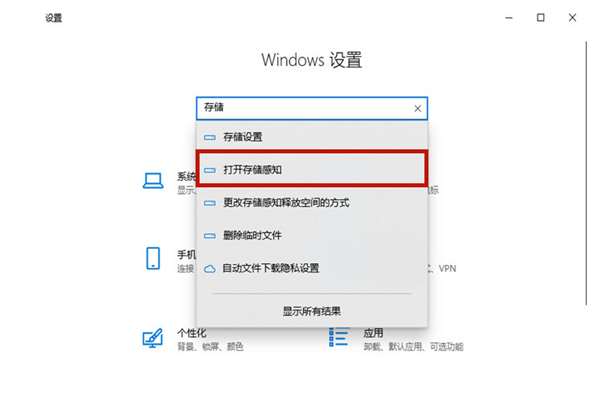 设置
Windows 设置
存储
存储设置
打开存储感知
更改存储感知释放空间的方式
删除临时文件
自动文件下载隐私设置
显示所有结果
系统
显示
手机
连接
VPN
个性化
背景、锁屏、颜色
应用
卸载、默认应用、可选功能